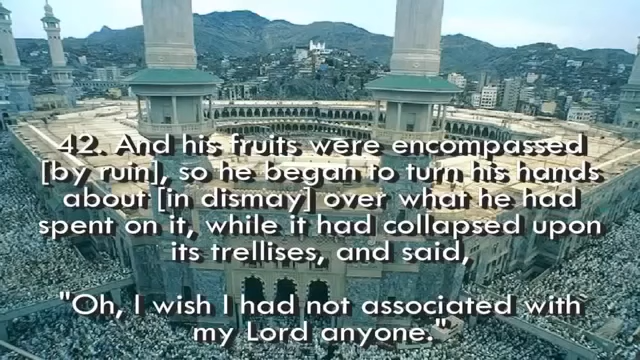 42. And his fruits were encompassed
[by ruin], so he began to turn his hands
about [in dismay] over what he had
spent on it, while it had collapsed upon
its trellises, and said,
"Oh, I wish I had not associated with
my Lord anyone."